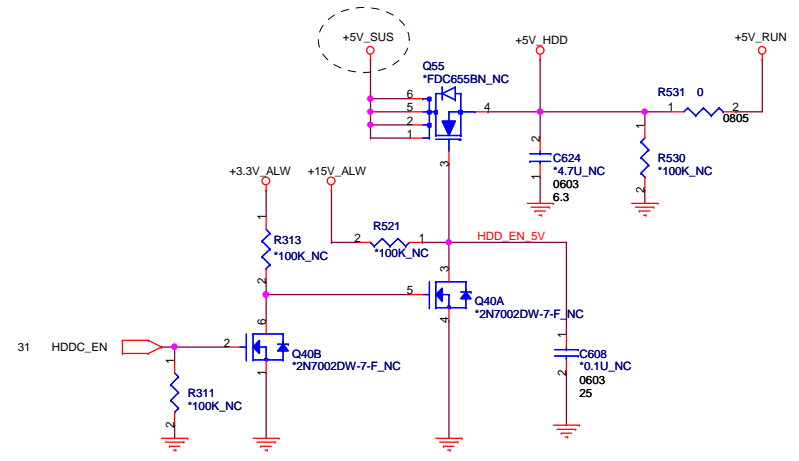 +5V_SUS
+5V_HDD
+5V_RUN
Q55
*FDC655BN_NC
6
5
2
1
4
3
R531 0
1
2
0805
2
C624
*4.7U_NC
1
0603
6.3
1
R530
*100K_NC
2
+3.3V_ALW
+15V_ALW
1
R313
*100K_NC
2
R521
2
1
*100K_NC
HDD_EN_5V
3
5
Q40A
*2N7002DW-7-F_NC
4
31 HDDC_EN
2
6
Q40B
*2N7002DW-7-F_NC
1
1
R311
*100K_NC
2
1
C608
*0.1U_NC
2
0603
25